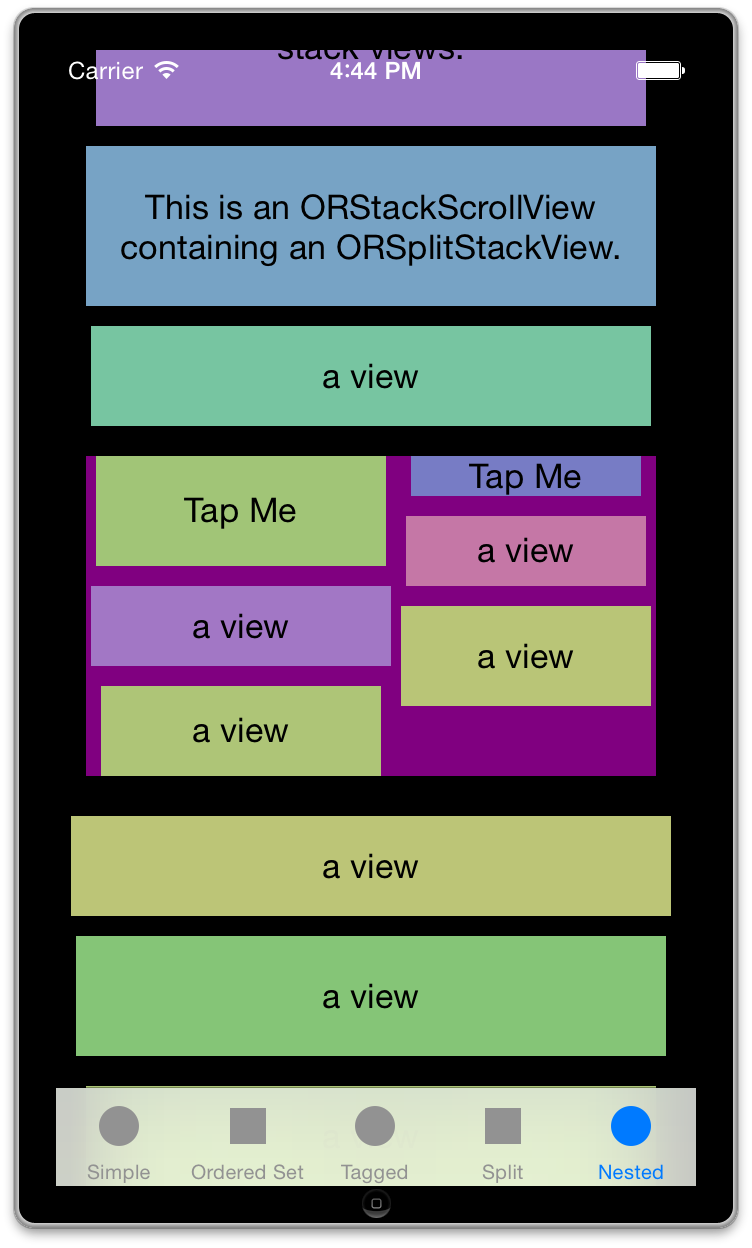 stack views.
Carrier 4:44 PM
This is an ORStackScrollView
containing an ORSplitStackView.
a view
Tap Me
a view
a view
Tap Me
a view
a view
a view
a view
a view
Simple Ordered Set Tagged Split Nested